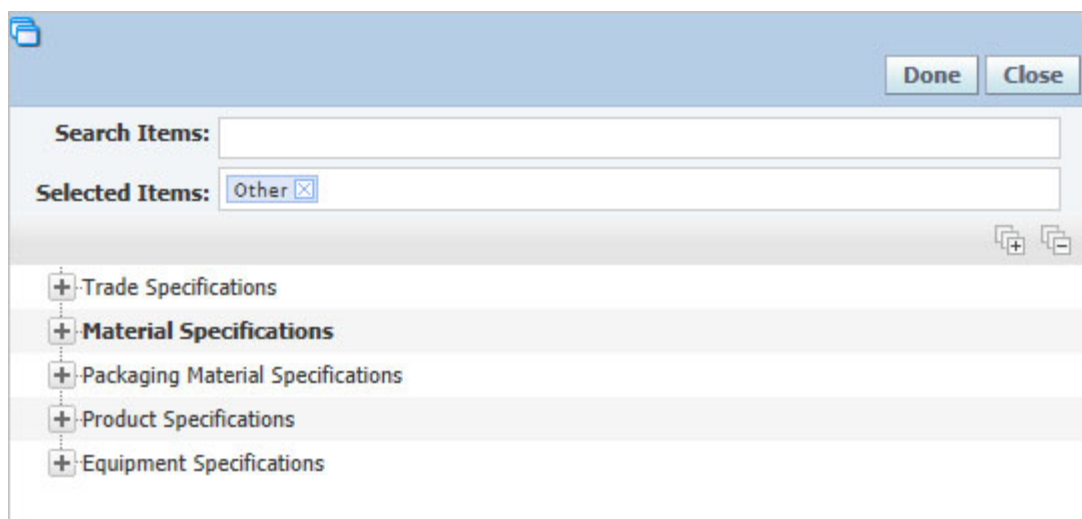 Done Close
Search Items:
Selected Items: Other
Trade Specifications
Material Specifications
Packaging Material Specifications
Product Specifications
Equipment Specifications